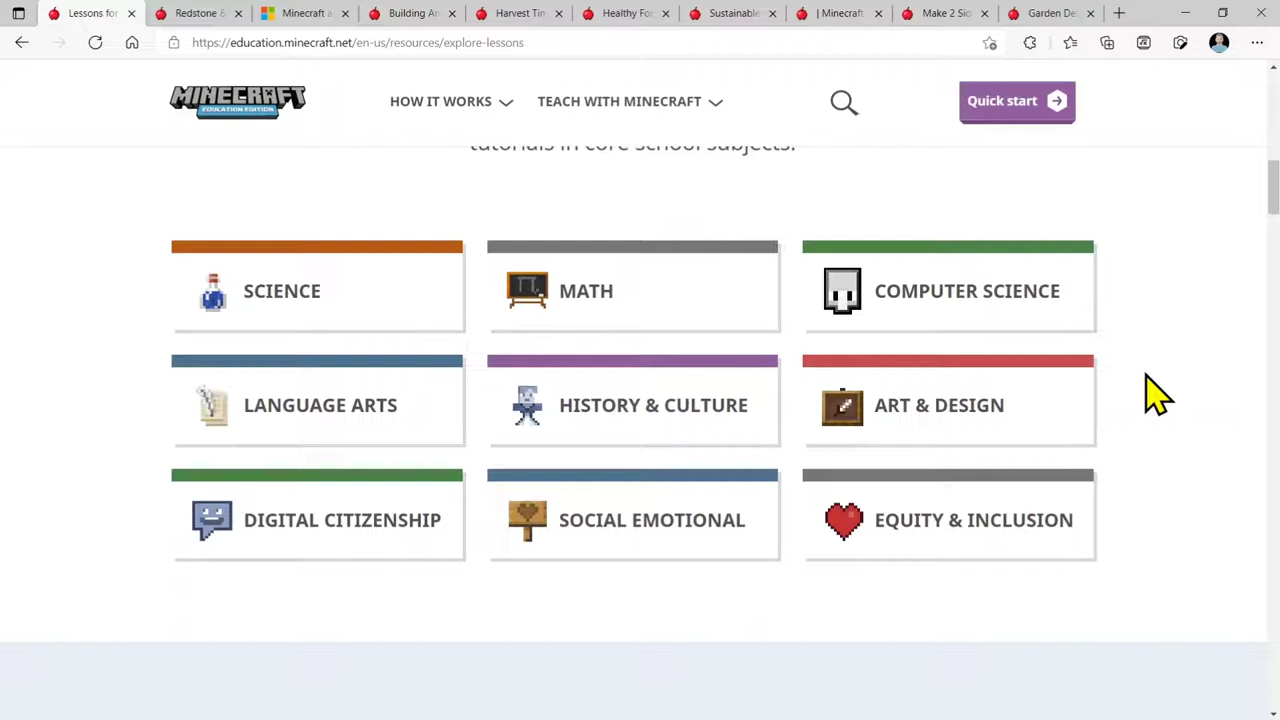 Lessons for
Redstone &
Minecraft a
Building An
Harvest Tin
Healthy Foo
Sustainable
| Minecraft
Make 2 Sig
Garden De
https://education.minecraft.net/en-us/resources/explore-lessons
MINECRAFT
EDUCATION EDITION
HOW IT WORKS
TEACH WITH MINECRAFT
Quick start
tutorials in core school subjects.
SCIENCE
MATH
COMPUTER SCIENCE
LANGUAGE ARTS
HISTORY & CULTURE
ART & DESIGN
DIGITAL CITIZENSHIP
SOCIAL EMOTIONAL
EQUITY & INCLUSION